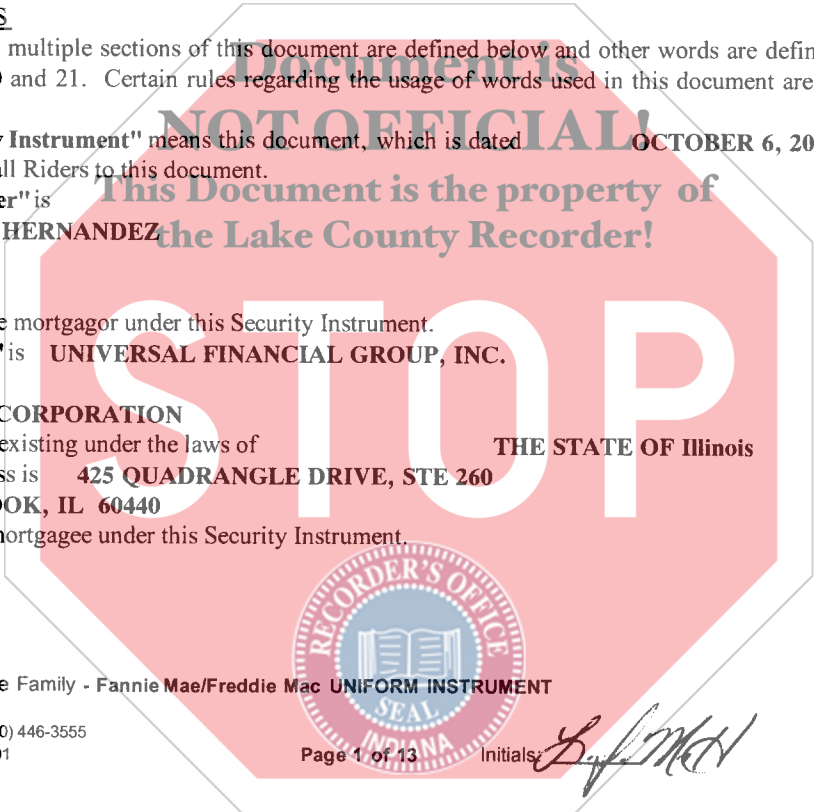 S
multiple sections of this document are defined below and other words are defin
and 21. Certain rules regarding the usage of words used in this document are
Document is
NOT OFFICIAL!
This Document is the property of
the Lake County Recorder!
Instrument" means this document, which is dated OCTOBER 6, 20
all Riders to this document.
er" is
HERNANDEZ
e mortgagor under this Security Instrument.
" is UNIVERSAL FINANCIAL GROUP, INC.
STOP
CORPORATION
existing under the laws of THE STATE OF Illinois
ss is 425 QUADRANGLE DRIVE, STE 260
OOK, IL 60440
mortgagee under this Security Instrument.
RECORDER'S OFFICE
SEAL
INDIANA
e Family - Fannie Mae/Freddie Mac UNIFORM INSTRUMENT
0) 446-3555
01
Page 1 of 13 Initials: